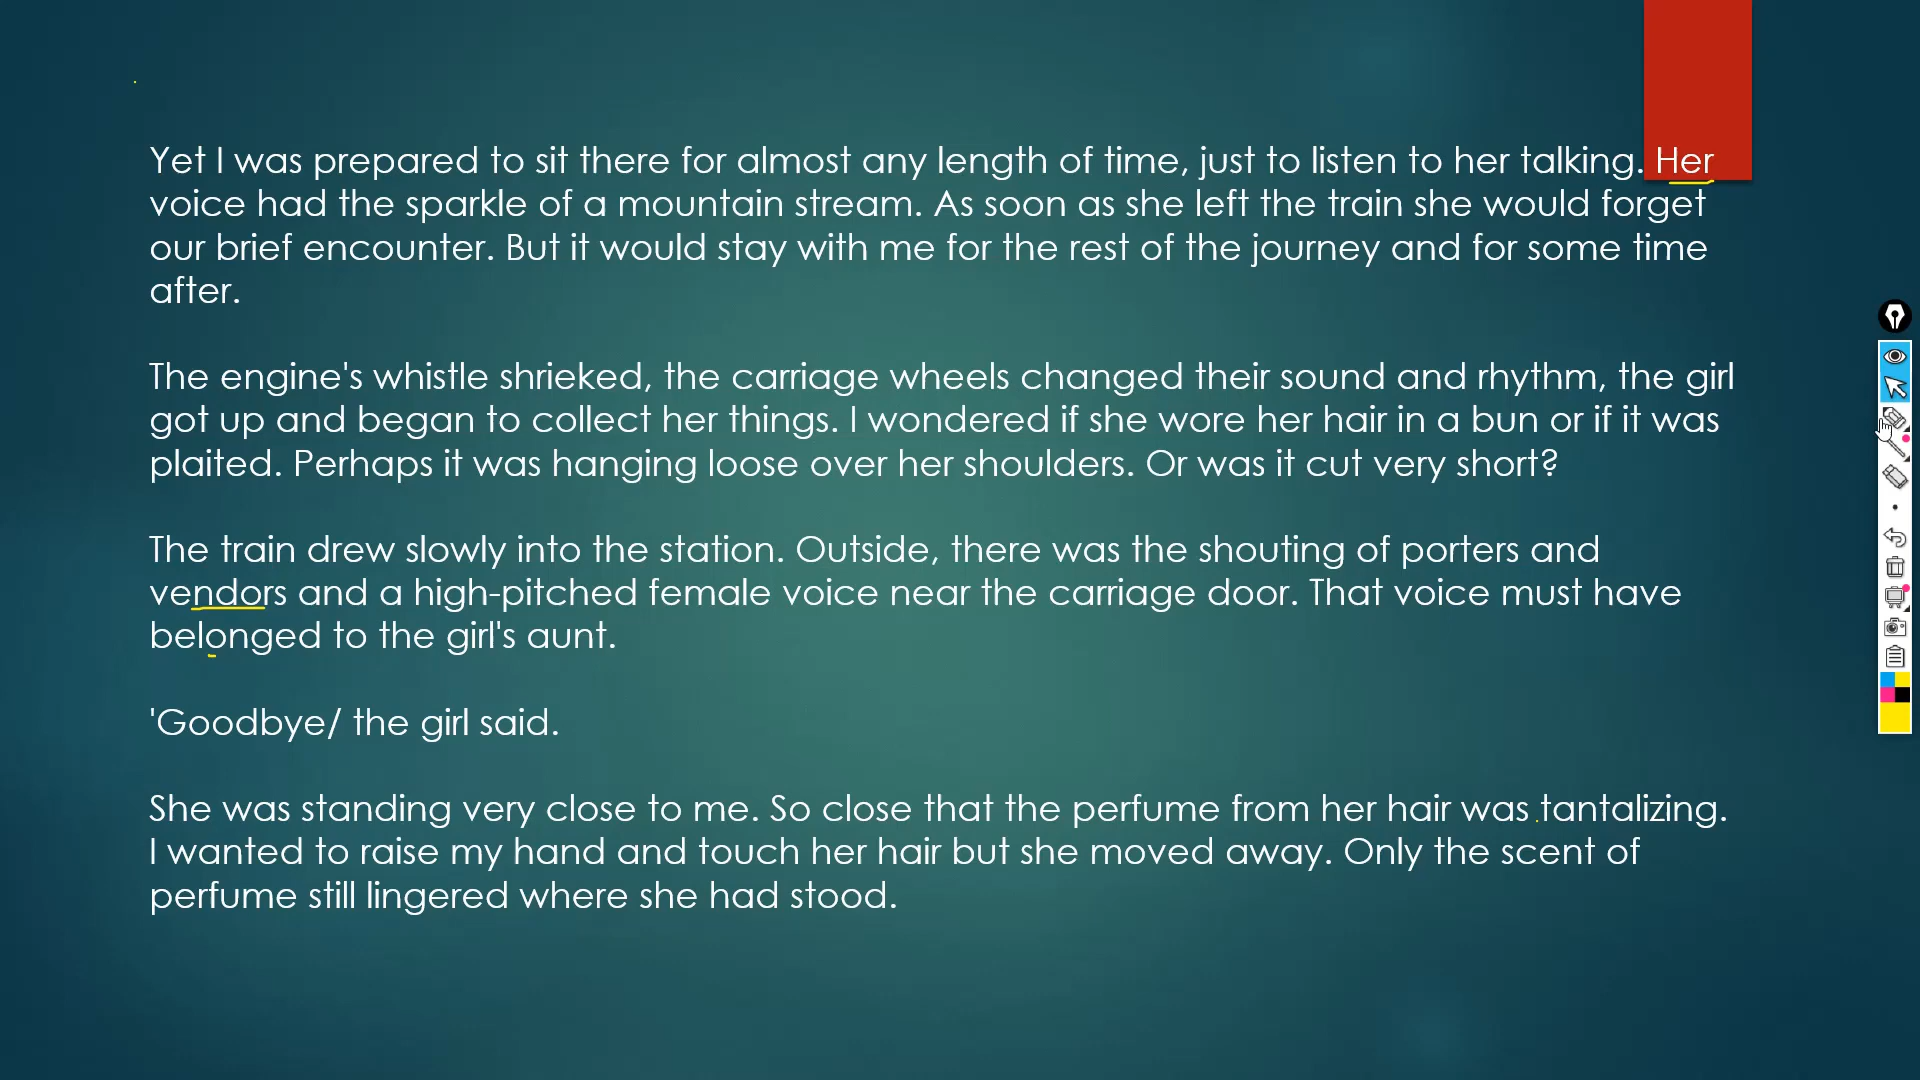 Yet I was prepared to sit there for almost any length of time, just to listen to her talking. Her
voice had the sparkle of a mountain stream. As soon as she left the train she would forget
our brief encounter. But it would stay with me for the rest of the journey and for some time
after.
The engine's whistle shrieked, the carriage wheels changed their sound and rhythm, the girl
got up and began to collect her things. I wondered if she wore her hair in a bun or if it was
plaited. Perhaps it was hanging loose over her shoulders. Or was it cut very short?
The train drew slowly into the station. Outside, there was the shouting of porters and
vendors and a high-pitched female voice near the carriage door. That voice must have
belonged to the girl's aunt.
'Goodbye/ the girl said.
She was standing very close to me. So close that the perfume from her hair was tantalizing.
I wanted to raise my hand and touch her hair but she moved away. Only the scent of
perfume still lingered where she had stood.